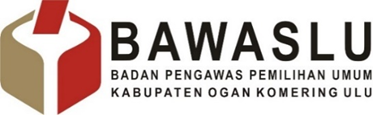 BAWASLU
BADAN PENGAWAS PEMILIHAN UMUM
KABUPATEN OGAN KOMERING ULU